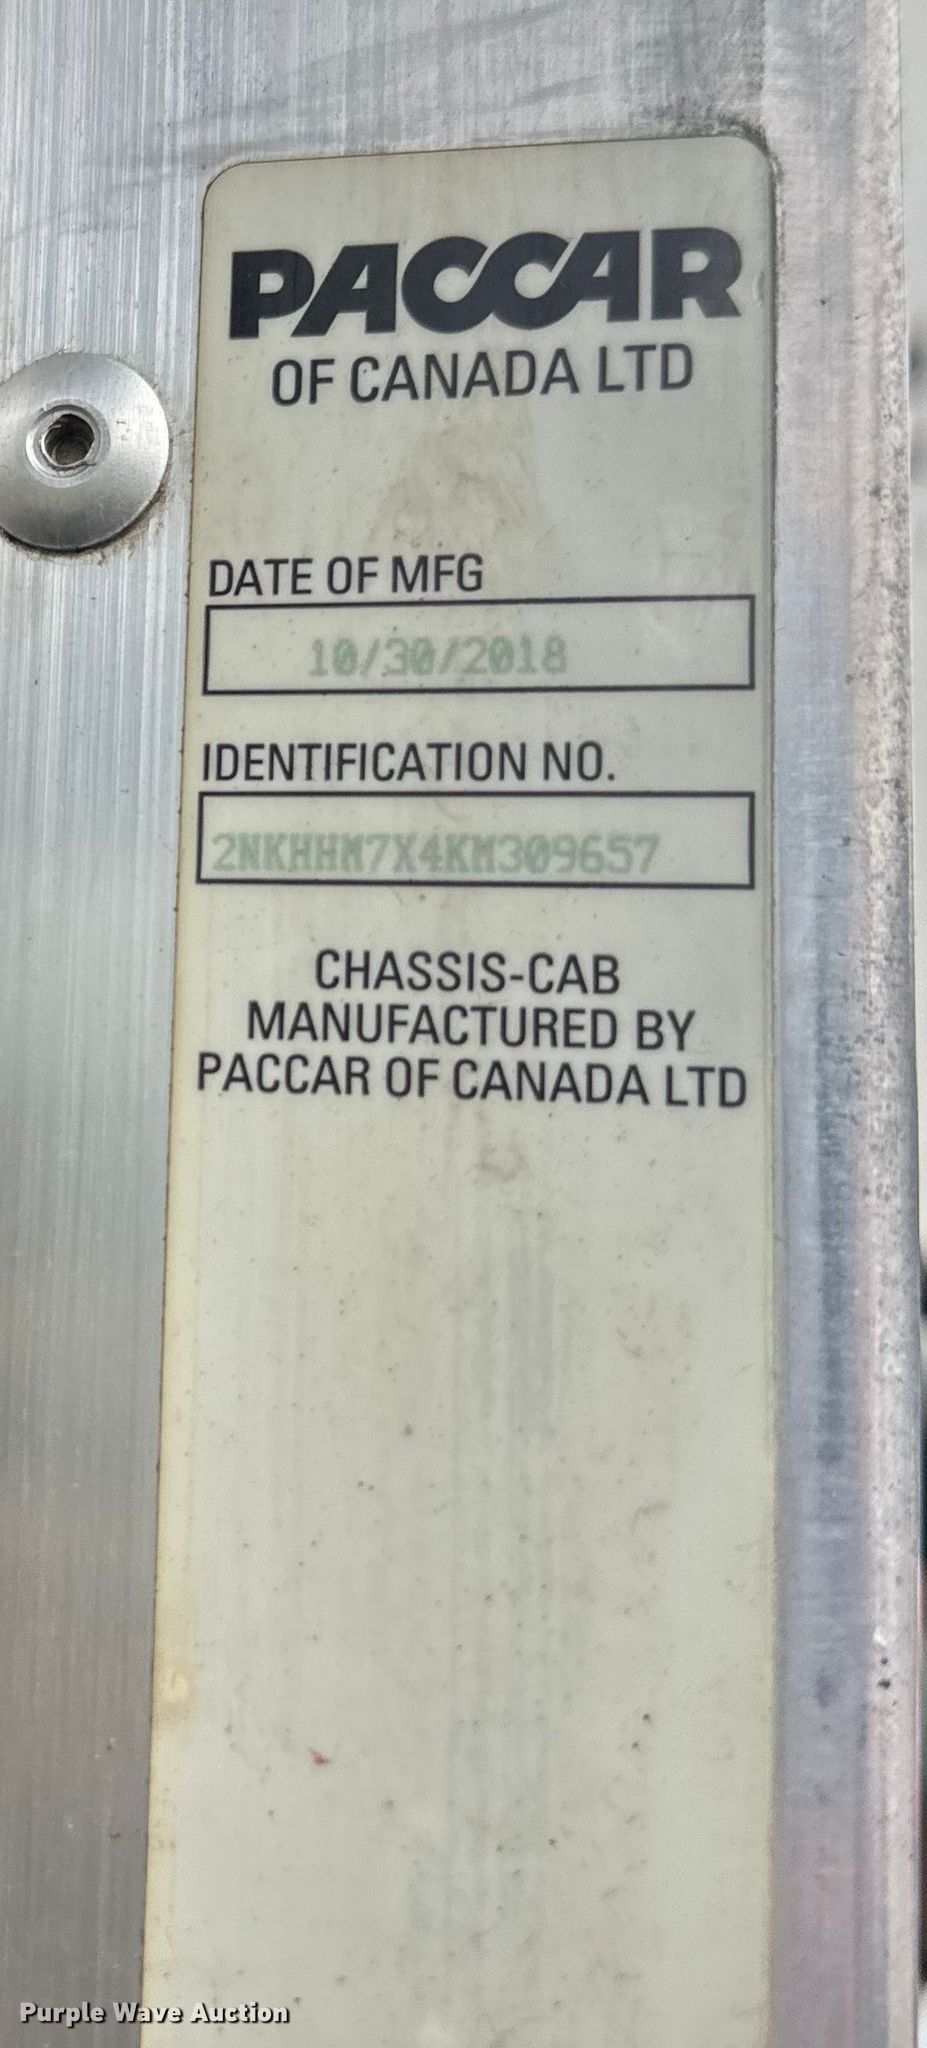 PACCAR
OF CANADA LTD
DATE OF MFG
10/30/2018
IDENTIFICATION NO.
2NKHHM7X4KM309657
CHASSIS-CAB
MANUFACTURED BY
PACCAR OF CANADA LTD
Purple Wave Auction